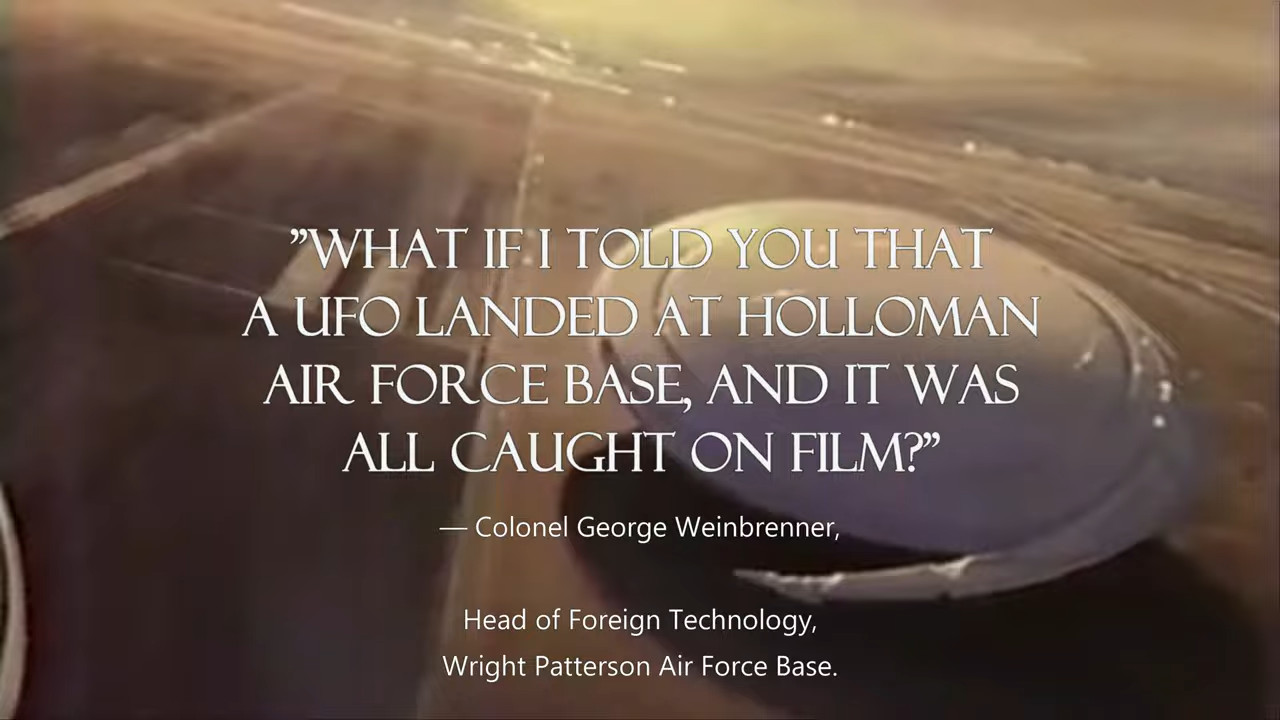 ”WHAT IF I TOLD YOU THAT
A UFO LANDED AT HOLLOMAN
AIR FORCE BASE, AND IT WAS
ALL CAUGHT ON FILM?”
— Colonel George Weinbrenner,
Head of Foreign Technology,
Wright Patterson Air Force Base.